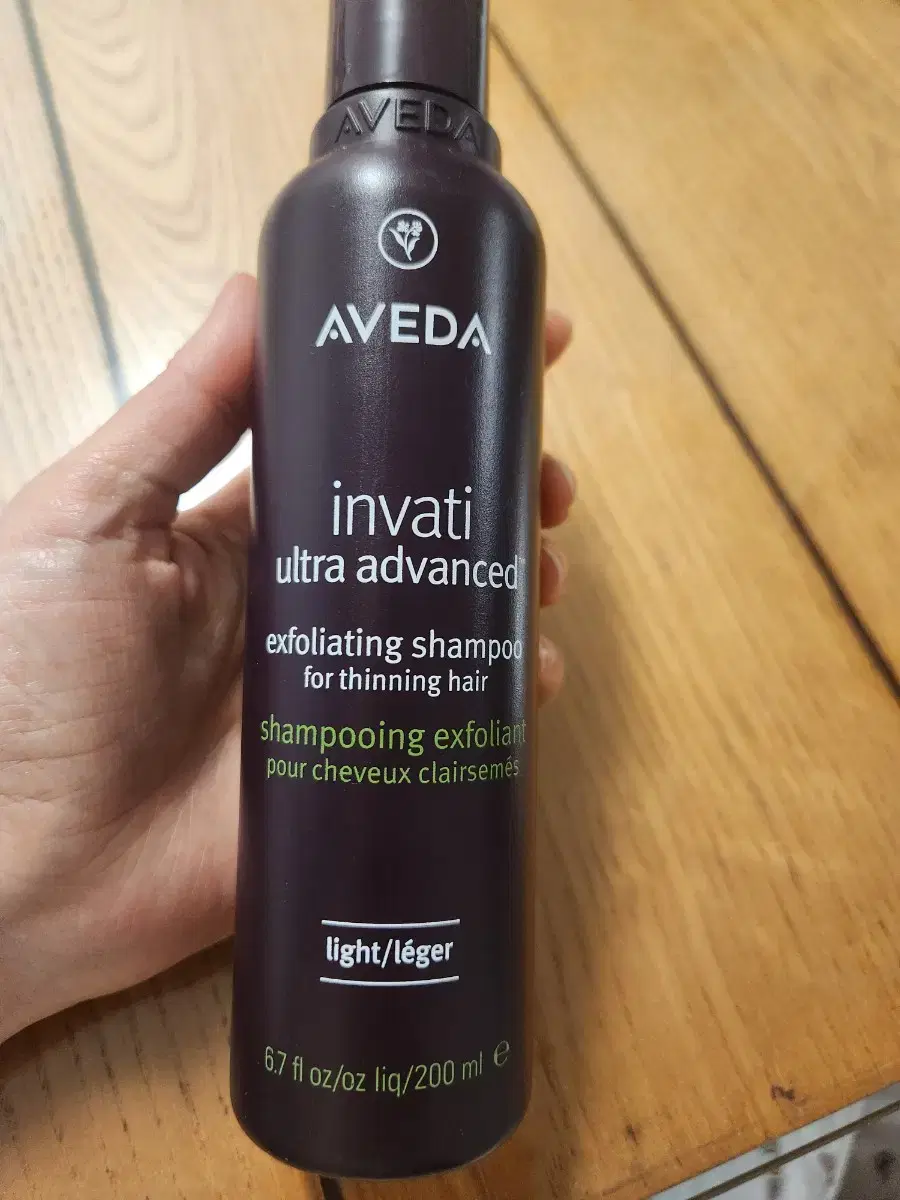 AVEDA
AVEDA
invati
ultra advanced™
exfoliating shampoo
for thinning hair
shampooing exfoliant
pour cheveux clairsemés
light/léger
6.7 fl oz/oz liq/200 ml ℮